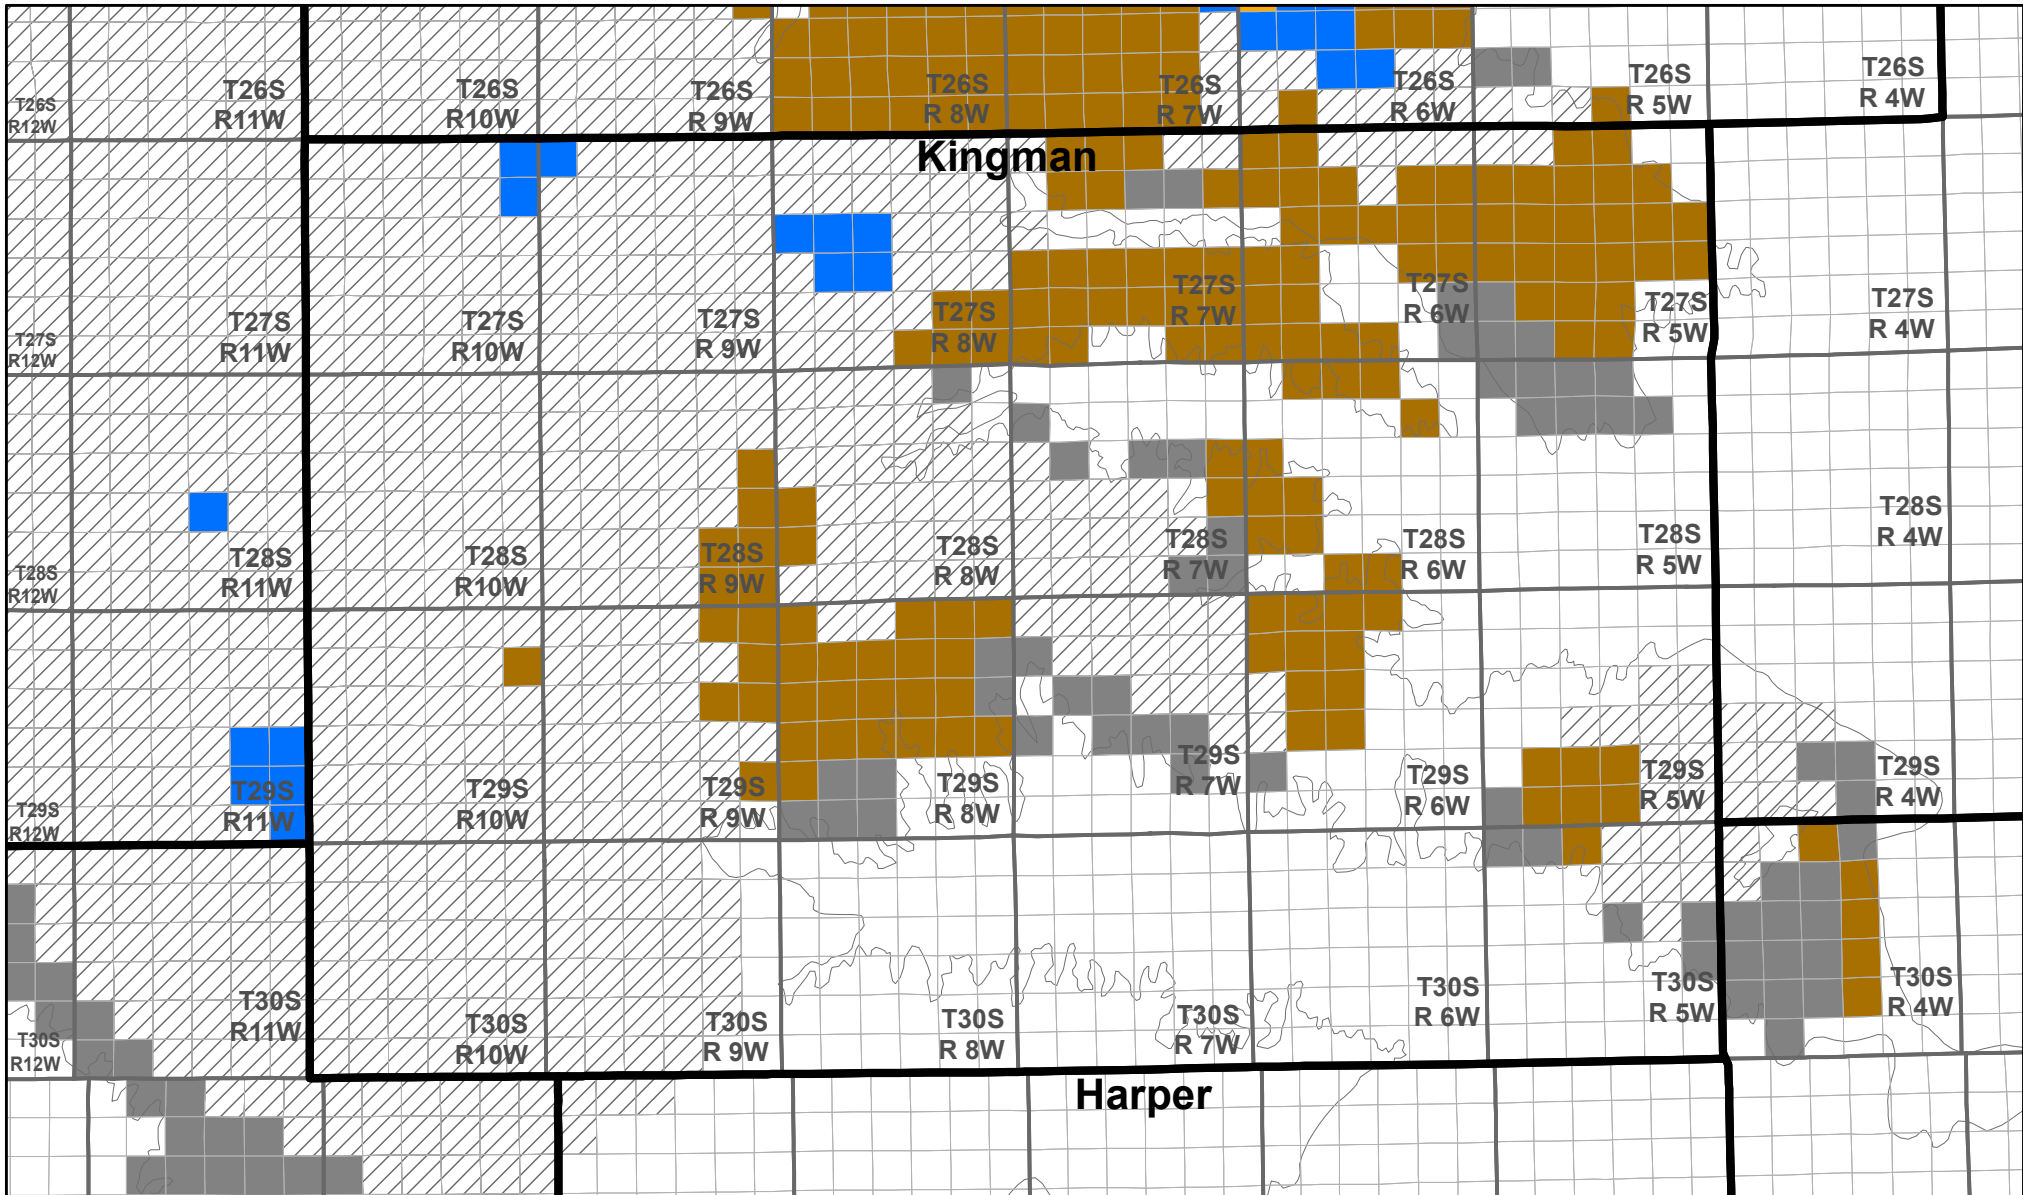 T26S
R12W
T26S
R11W
T26S
R10W
T26S
R 9W
T26S
R 8W
T26S
R 7W
T26S
R 6W
T26S
R 5W
T26S
R 4W
Kingman
T27S
R12W
T27S
R11W
T27S
R10W
T27S
R 9W
T27S
R 8W
T27S
R 7W
T27S
R 6W
T27S
R 5W
T27S
R 4W
T28S
R12W
T28S
R11W
T28S
R10W
T28S
R 9W
T28S
R 8W
T28S
R 7W
T28S
R 6W
T28S
R 5W
T28S
R 4W
T29S
R12W
T29S
R11W
T29S
R10W
T29S
R 9W
T29S
R 8W
T29S
R 7W
T29S
R 6W
T29S
R 5W
T29S
R 4W
T30S
R12W
T30S
R11W
T30S
R10W
T30S
R 9W
T30S
R 8W
T30S
R 7W
T30S
R 6W
T30S
R 5W
T30S
R 4W
Harper